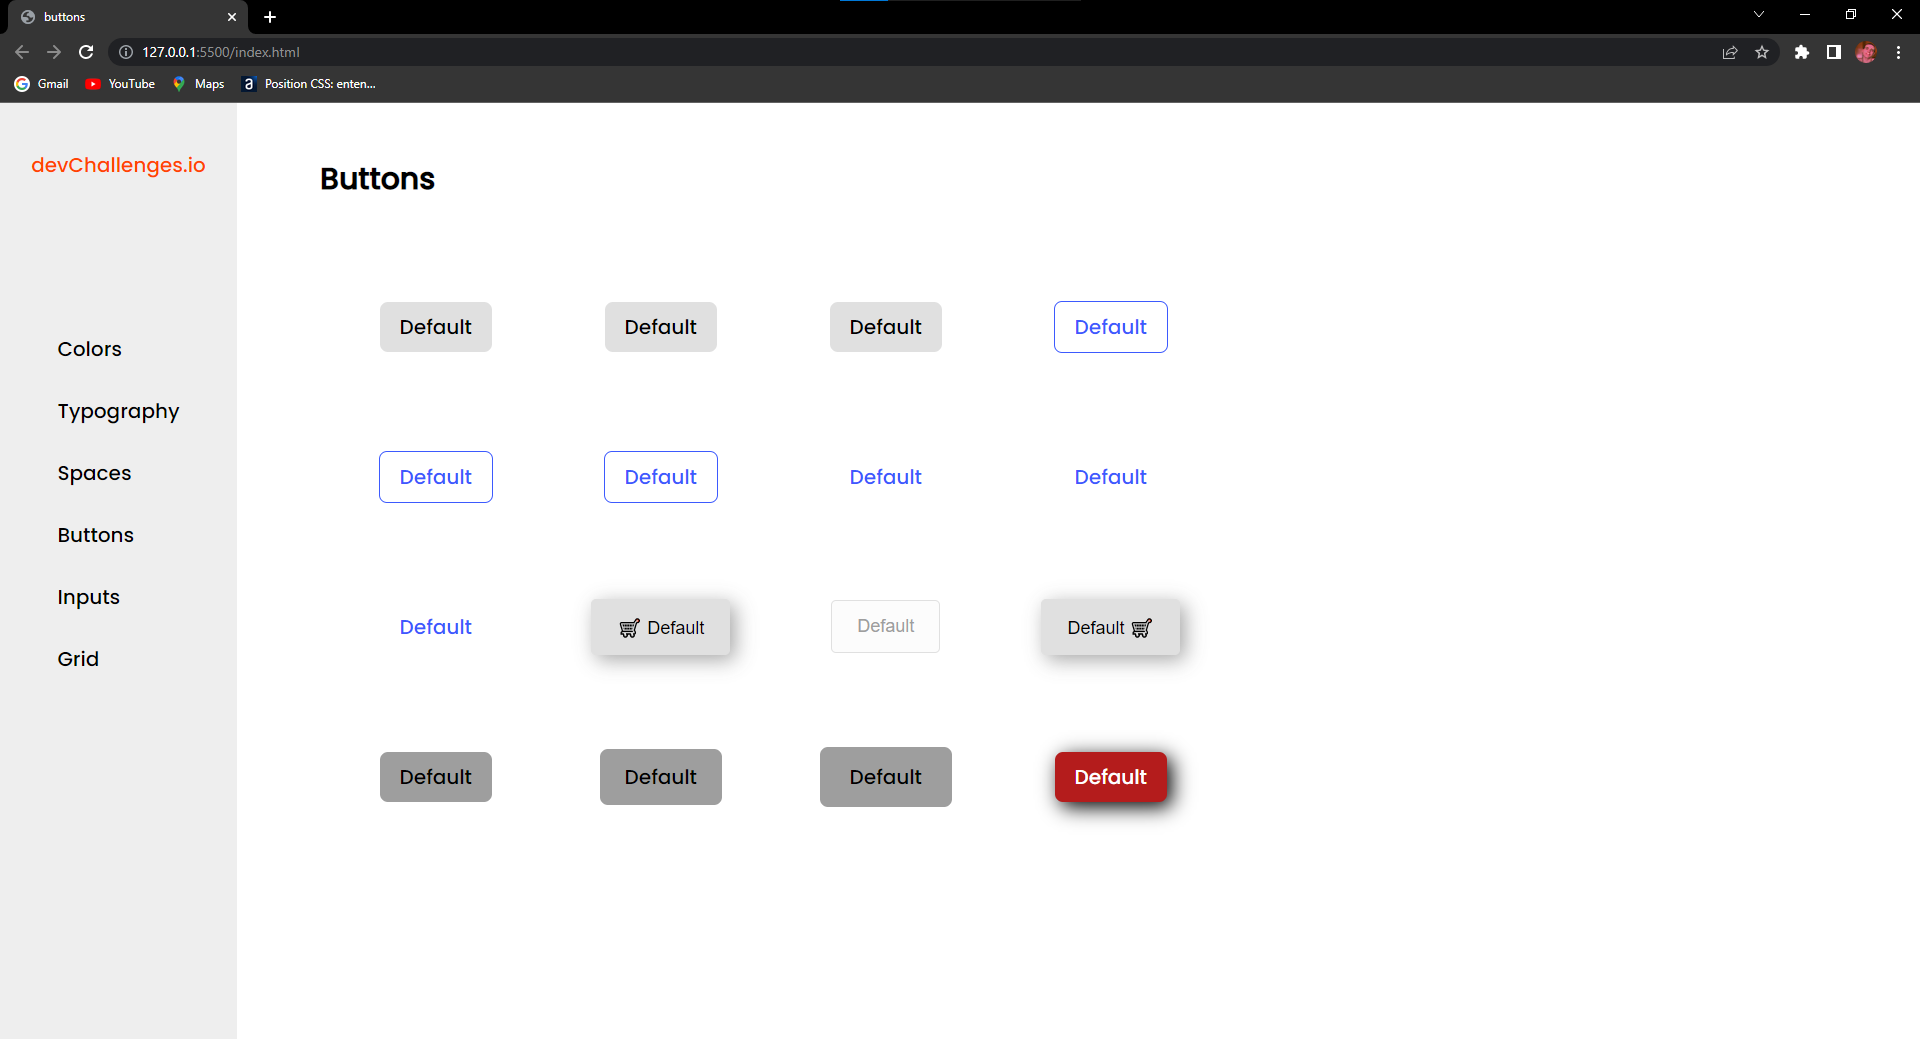 buttons
127.0.0.1:5500/index.html
Gmail YouTube Maps a Position CSS: enten...
devChallenges.io
Colors
Typography
Spaces
Buttons
Inputs
Grid
Buttons
Default Default Default Default
Default Default Default Default
Default Default Default Default
Default Default Default Default